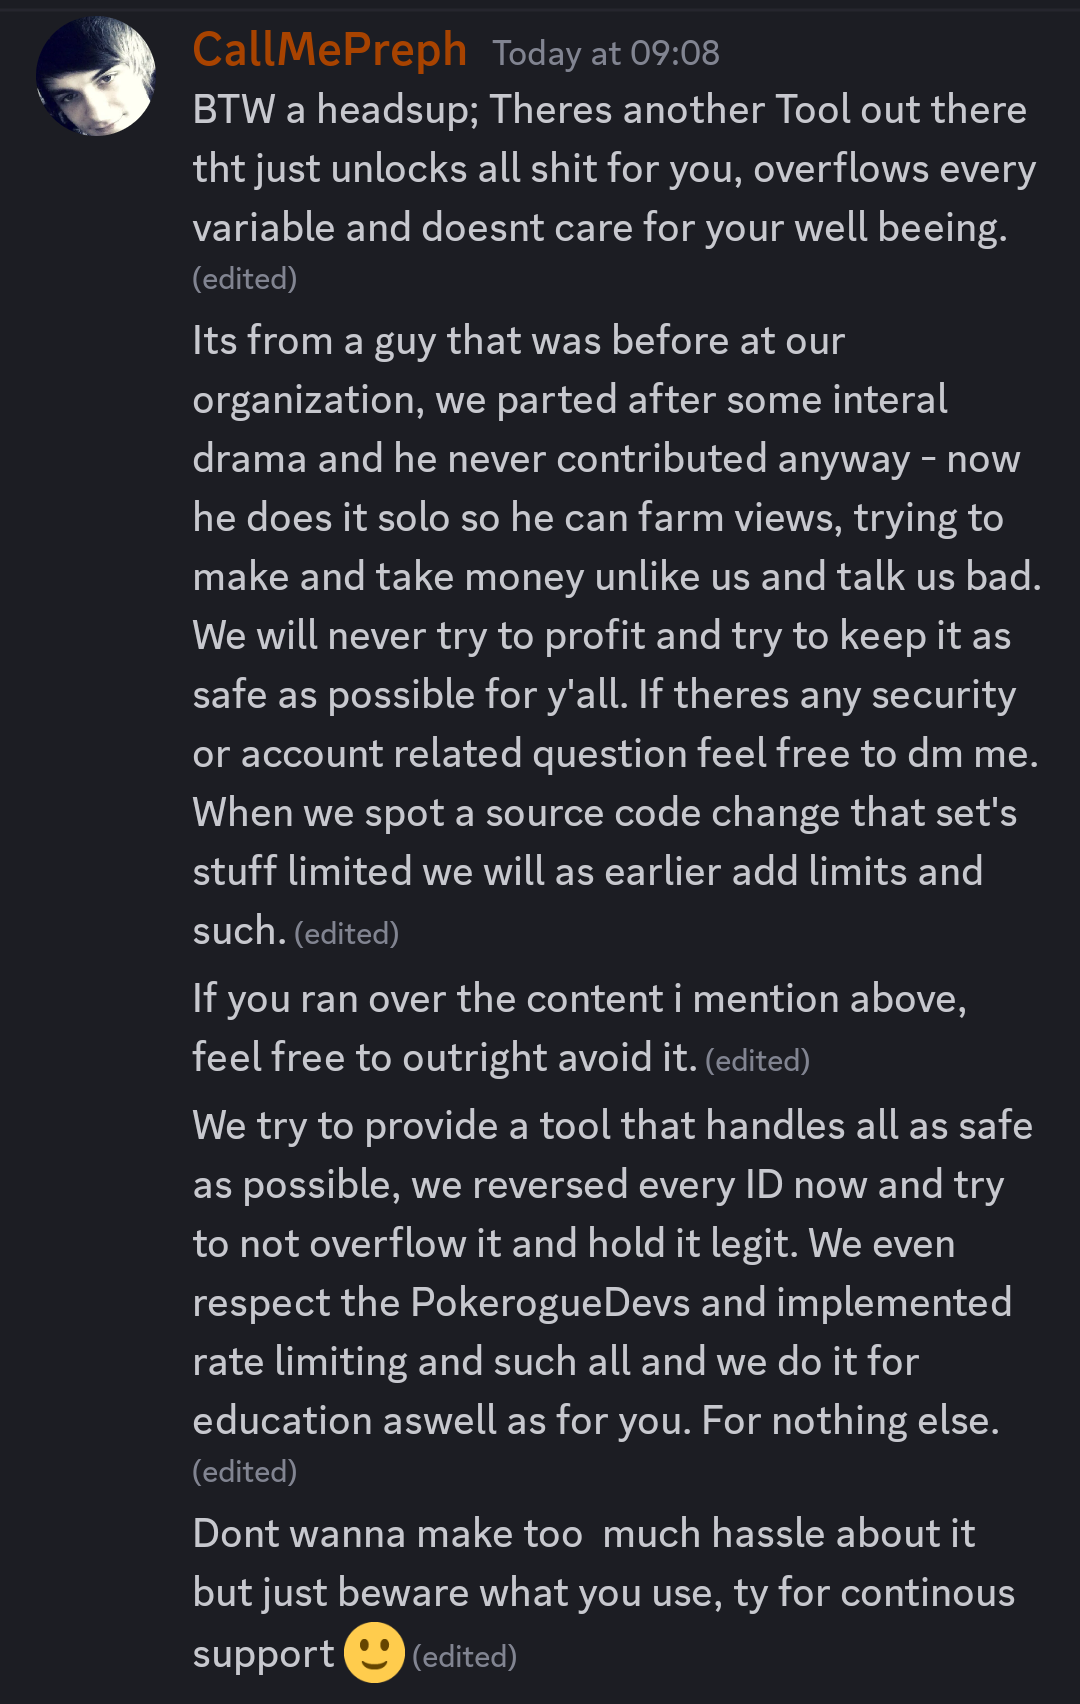 CallMePreph Today at 09:08
BTW a headsup; Theres another Tool out there
tht just unlocks all shit for you, overflows every
variable and doesnt care for your well beeing.
(edited)
Its from a guy that was before at our
organization, we parted after some interal
drama and he never contributed anyway - now
he does it solo so he can farm views, trying to
make and take money unlike us and talk us bad.
We will never try to profit and try to keep it as
safe as possible for y'all. If theres any security
or account related question feel free to dm me.
When we spot a source code change that set's
stuff limited we will as earlier add limits and
such. (edited)
If you ran over the content i mention above,
feel free to outright avoid it. (edited)
We try to provide a tool that handles all as safe
as possible, we reversed every ID now and try
to not overflow it and hold it legit. We even
respect the PokerogueDevs and implemented
rate limiting and such all and we do it for
education aswell as for you. For nothing else.
(edited)
Dont wanna make too  much hassle about it
but just beware what you use, ty for continous
support 🙂 (edited)